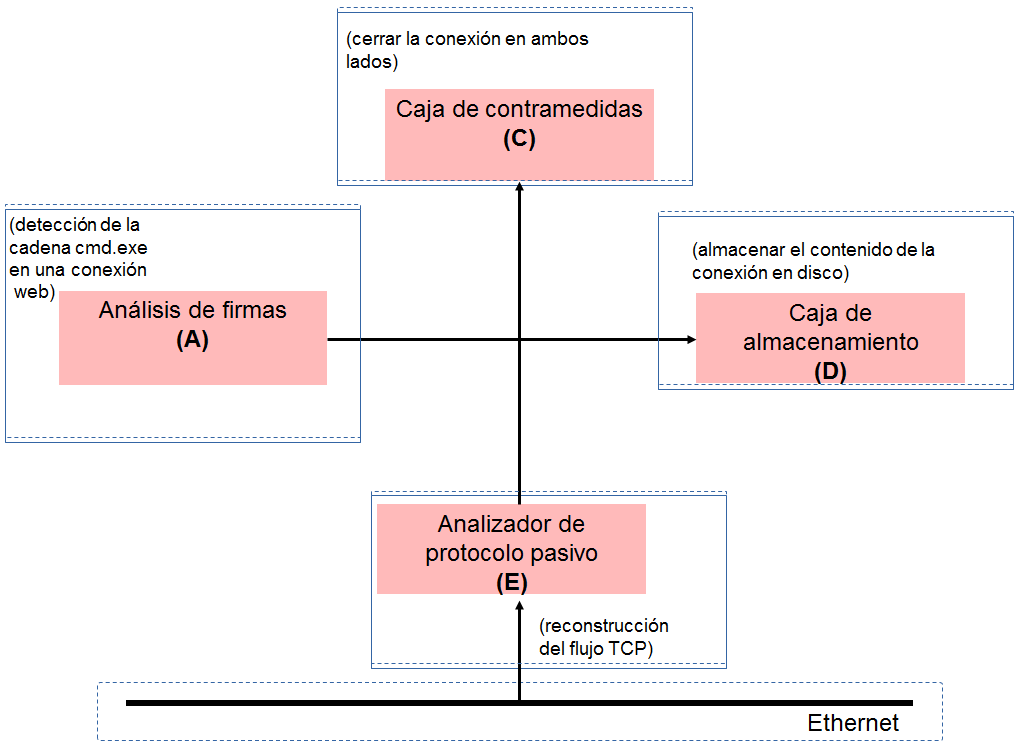 (cerrar la conexión en ambos
lados)
Caja de contramedidas
(C)
(detección de la
cadena cmd.exe
en una conexión
web)
Análisis de firmas
(A)
(almacenar el contenido de la
conexión en disco)
Caja de
almacenamiento
(D)
Analizador de
protocolo pasivo
(E)
(reconstrucción
del flujo TCP)
Ethernet